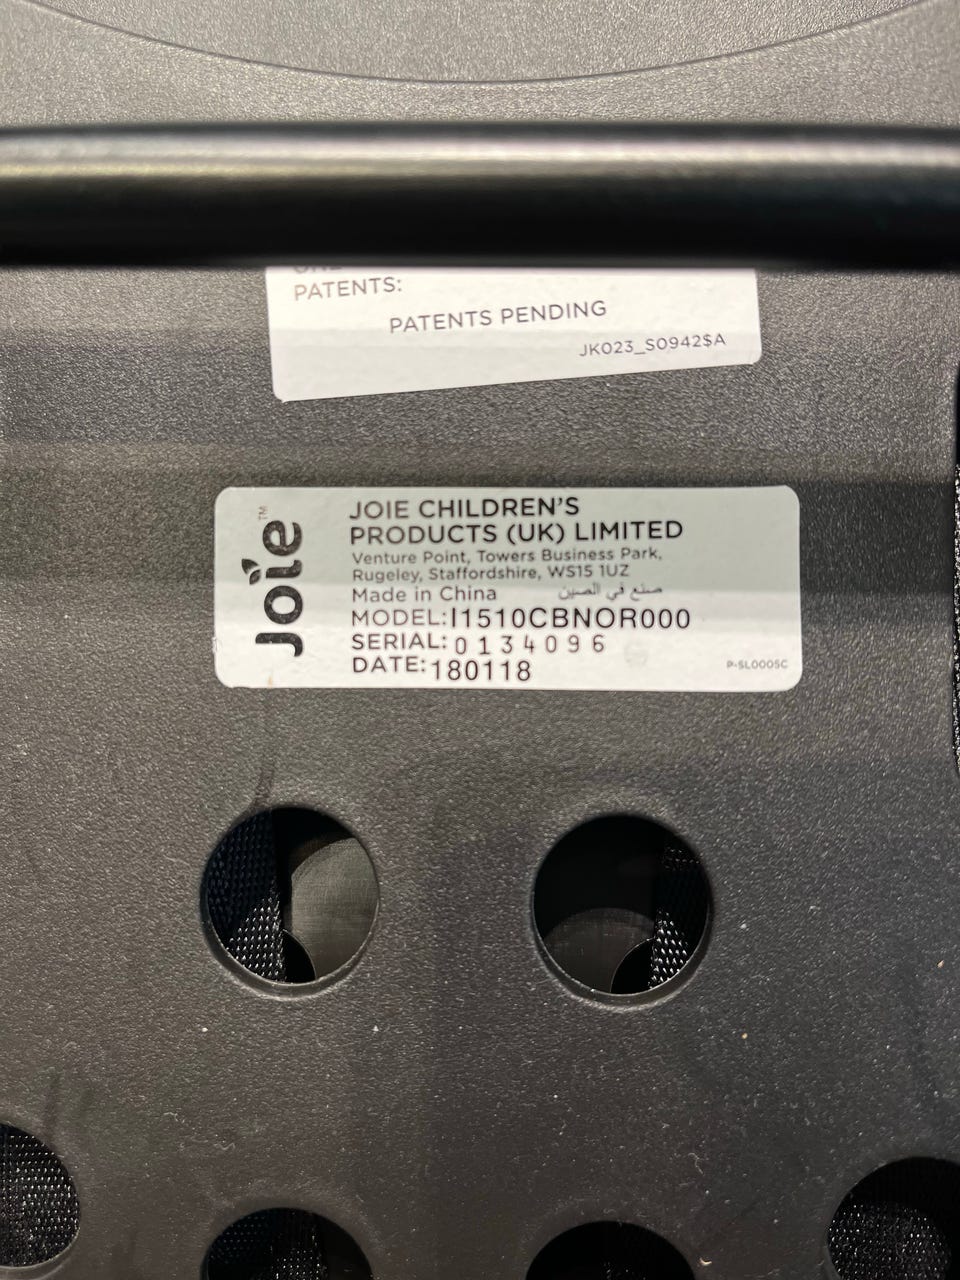 PATENTS:
PATENTS PENDING
JK023_S0942$A
Joie™
JOIE CHILDREN'S
PRODUCTS (UK) LIMITED
Venture Point, Towers Business Park,
Rugeley, Staffordshire, WS15 1UZ
Made in China صنع في الصين
MODEL:I1510CBNOR000
SERIAL:0134096
DATE:180118
P-SL0005C